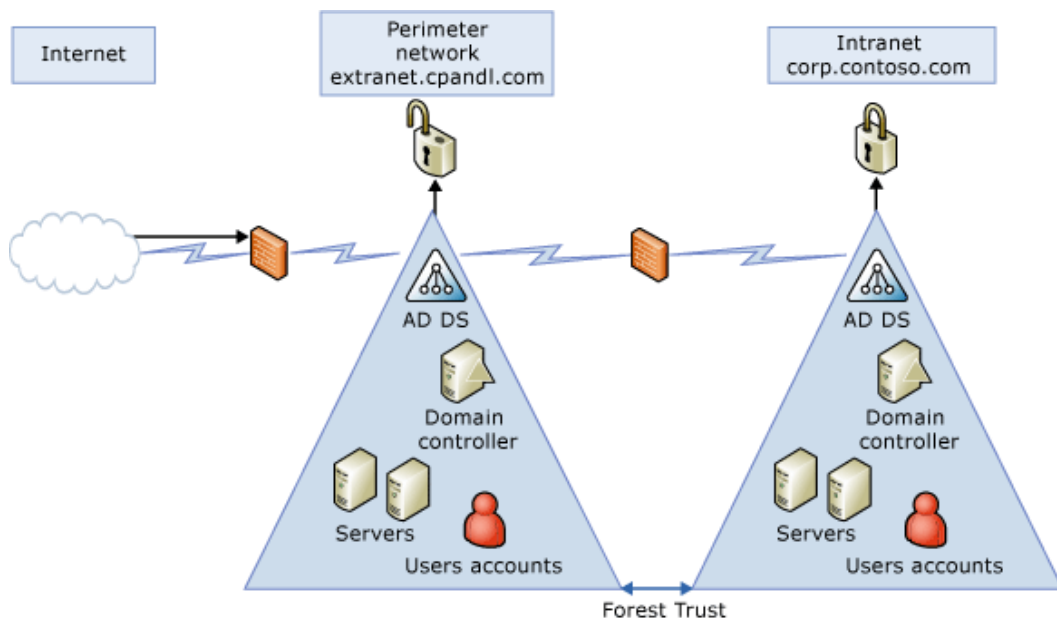 Internet
Perimeter
network
extranet.cpandl.com
Intranet
corp.contoso.com
AD DS
Domain
controller
Servers
Users accounts
AD DS
Domain
controller
Servers
Users accounts
Forest Trust